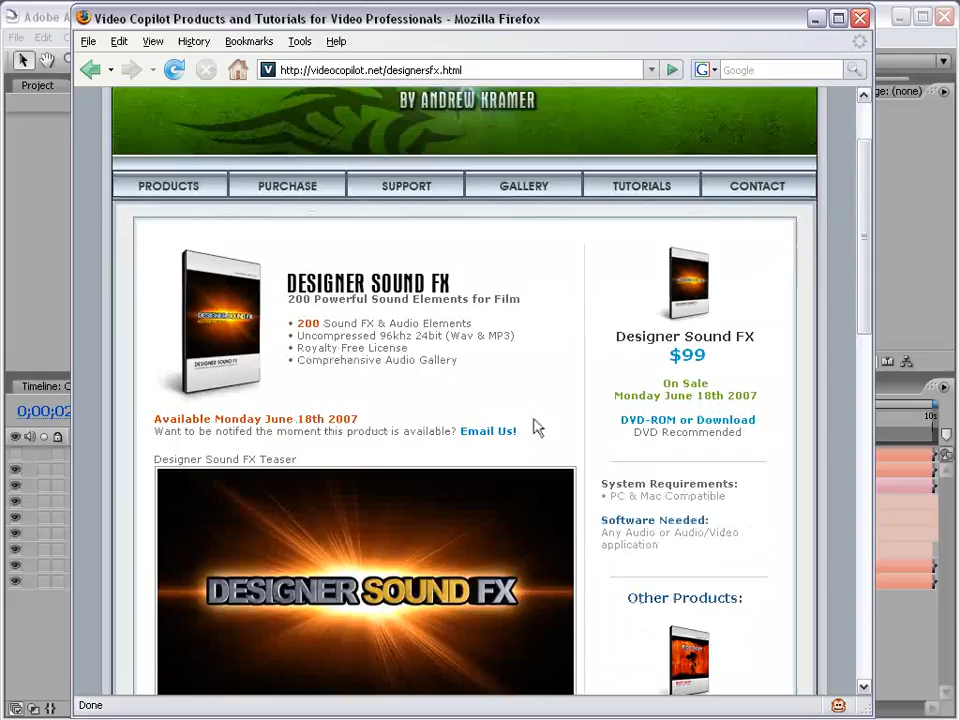 Adobe A
Video Copilot Products and Tutorials for Video Professionals - Mozilla Firefox
File Edit
File Edit View History Bookmarks Tools Help
http://videocopilot.net/designersfx.html
Google
Project
ge: (none)
BY ANDREW KRAMER
PRODUCTS PURCHASE SUPPORT GALLERY TUTORIALS CONTACT
DESIGNER SOUND FX
200 Powerful Sound Elements for Film
• 200 Sound FX & Audio Elements
• Uncompressed 96khz 24bit (Wav & MP3)
• Royalty Free License
• Comprehensive Audio Gallery
Available Monday June 18th 2007
Want to be notifed the moment this product is available? Email Us!
Designer Sound FX Teaser
DESIGNER SOUND FX
Designer Sound FX
$99
On Sale
Monday June 18th 2007
DVD-ROM or Download
DVD Recommended
System Requirements:
• PC & Mac Compatible
Software Needed:
Any Audio or Audio/Video
application
Other Products:
Timeline: C
0;00;02
10s
Done